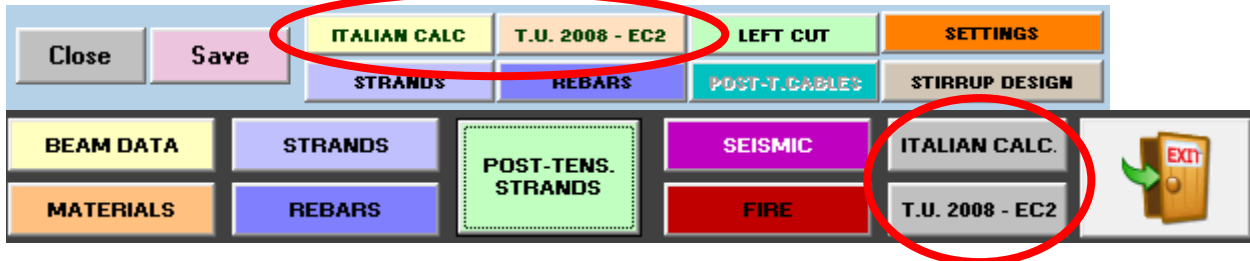 Close Save ITALIAN CALC T.U. 2008 - EC2 LEFT CUT SETTINGS
STRANDS REBARS POST-T.CABLES STIRRUP DESIGN
BEAM DATA STRANDS POST-TENS. STRANDS SEISMIC ITALIAN CALC. EXIT
MATERIALS REBARS FIRE T.U. 2008 - EC2